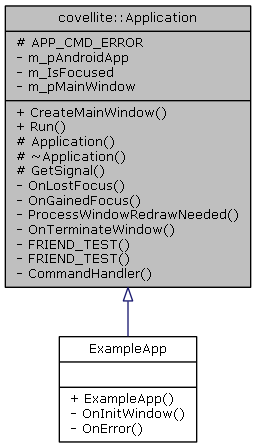 covellite::Application
# APP_CMD_ERROR
- m_pAndroidApp
- m_IsFocused
- m_pMainWindow
+ CreateMainWindow()
+ Run()
# Application()
# ~Application()
# GetSignal()
- OnLostFocus()
- OnGainedFocus()
- ProcessWindowRedrawNeeded()
- OnTerminateWindow()
- FRIEND_TEST()
- FRIEND_TEST()
- CommandHandler()
ExampleApp
+ ExampleApp()
- OnInitWindow()
- OnError()